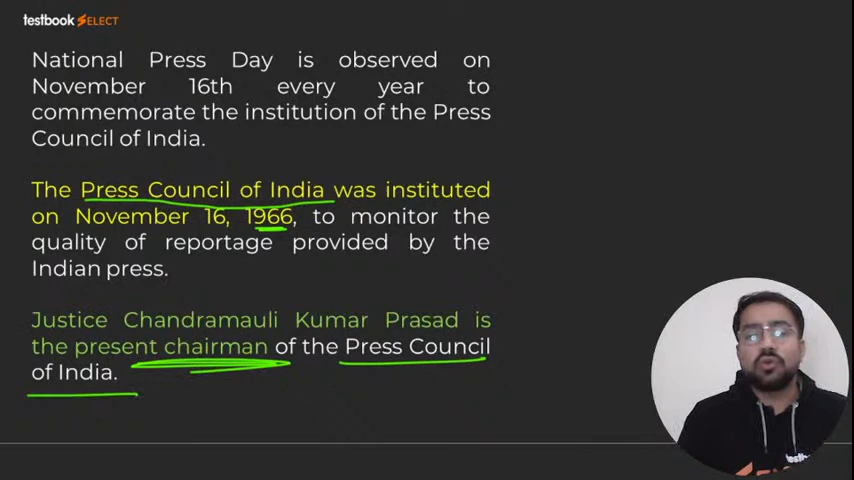 testbook SELECT
National Press Day is observed on
November 16th every year to
commemorate the institution of the Press
Council of India.
The Press Council of India was instituted
on November 16, 1966, to monitor the
quality of reportage provided by the
Indian press.
Justice Chandramauli Kumar Prasad is
the present chairman of the Press Council
of India.